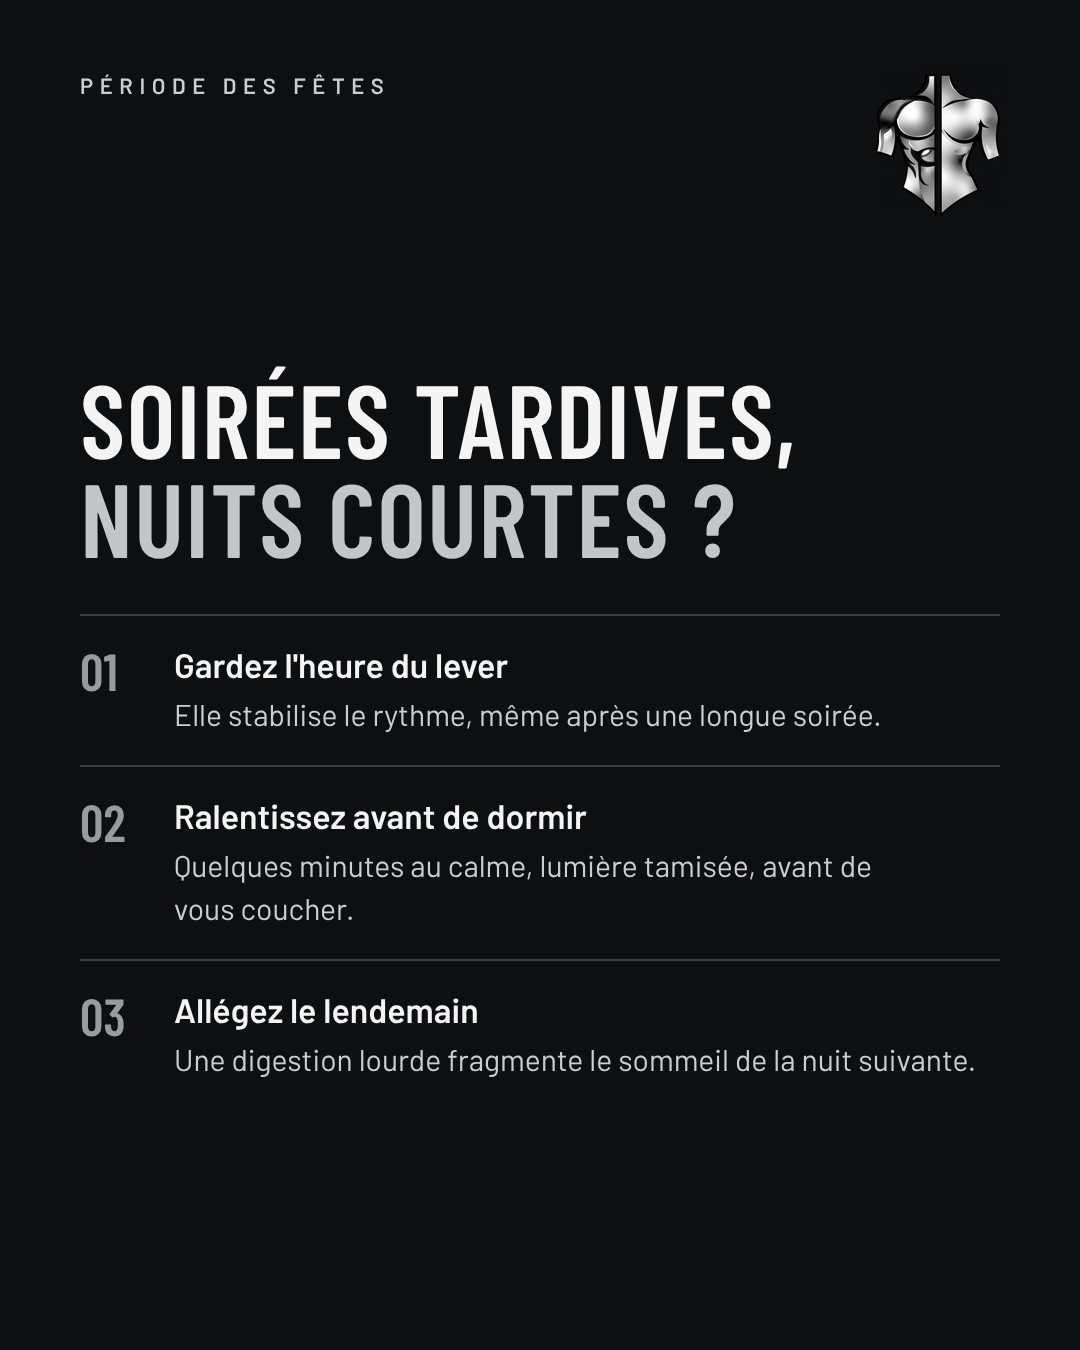 PÉRIODE DES FÊTES
SOIRÉES TARDIVES,
NUITS COURTES ?
01
Gardez l'heure du lever
Elle stabilise le rythme, même après une longue soirée.
02
Ralentissez avant de dormir
Quelques minutes au calme, lumière tamisée, avant de
vous coucher.
03
Allégez le lendemain
Une digestion lourde fragmente le sommeil de la nuit suivante.